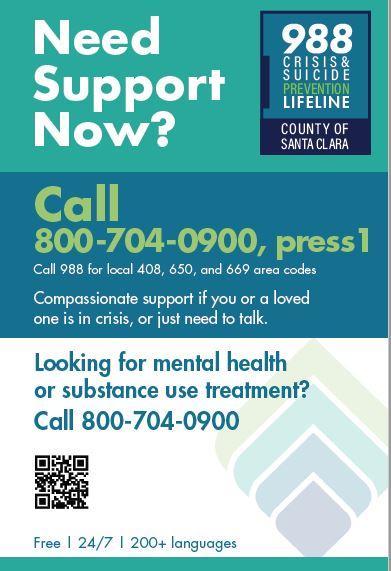 Need
Support
Now?
988
CRISIS &
SUICIDE
PREVENTION
LIFELINE
COUNTY OF
SANTA CLARA
Call
800-704-0900, press1
Call 988 for local 408, 650, and 669 area codes
Compassionate support if you or a loved
one is in crisis, or just need to talk.
Looking for mental health
or substance use treatment?
Call 800-704-0900
Free | 24/7 | 200+ languages